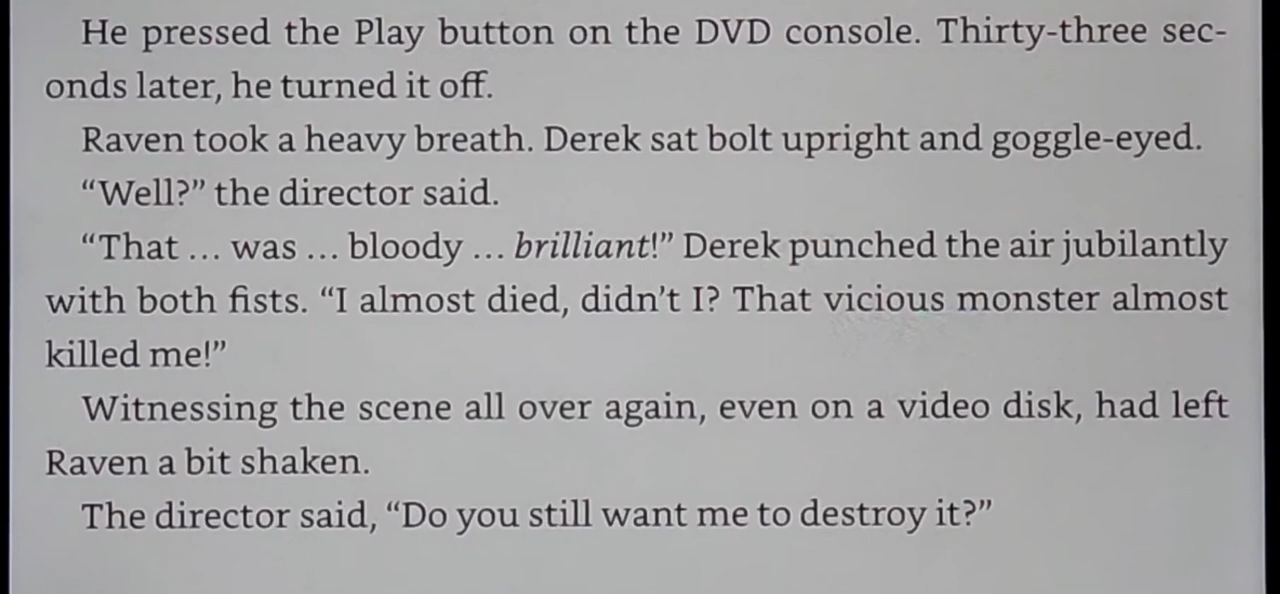 He pressed the Play button on the DVD console. Thirty-three sec-
onds later, he turned it off.
Raven took a heavy breath. Derek sat bolt upright and goggle-eyed.
“Well?” the director said.
“That ... was ... bloody ... brilliant!” Derek punched the air jubilantly
with both fists. “I almost died, didn’t I? That vicious monster almost
killed me!”
Witnessing the scene all over again, even on a video disk, had left
Raven a bit shaken.
The director said, “Do you still want me to destroy it?”